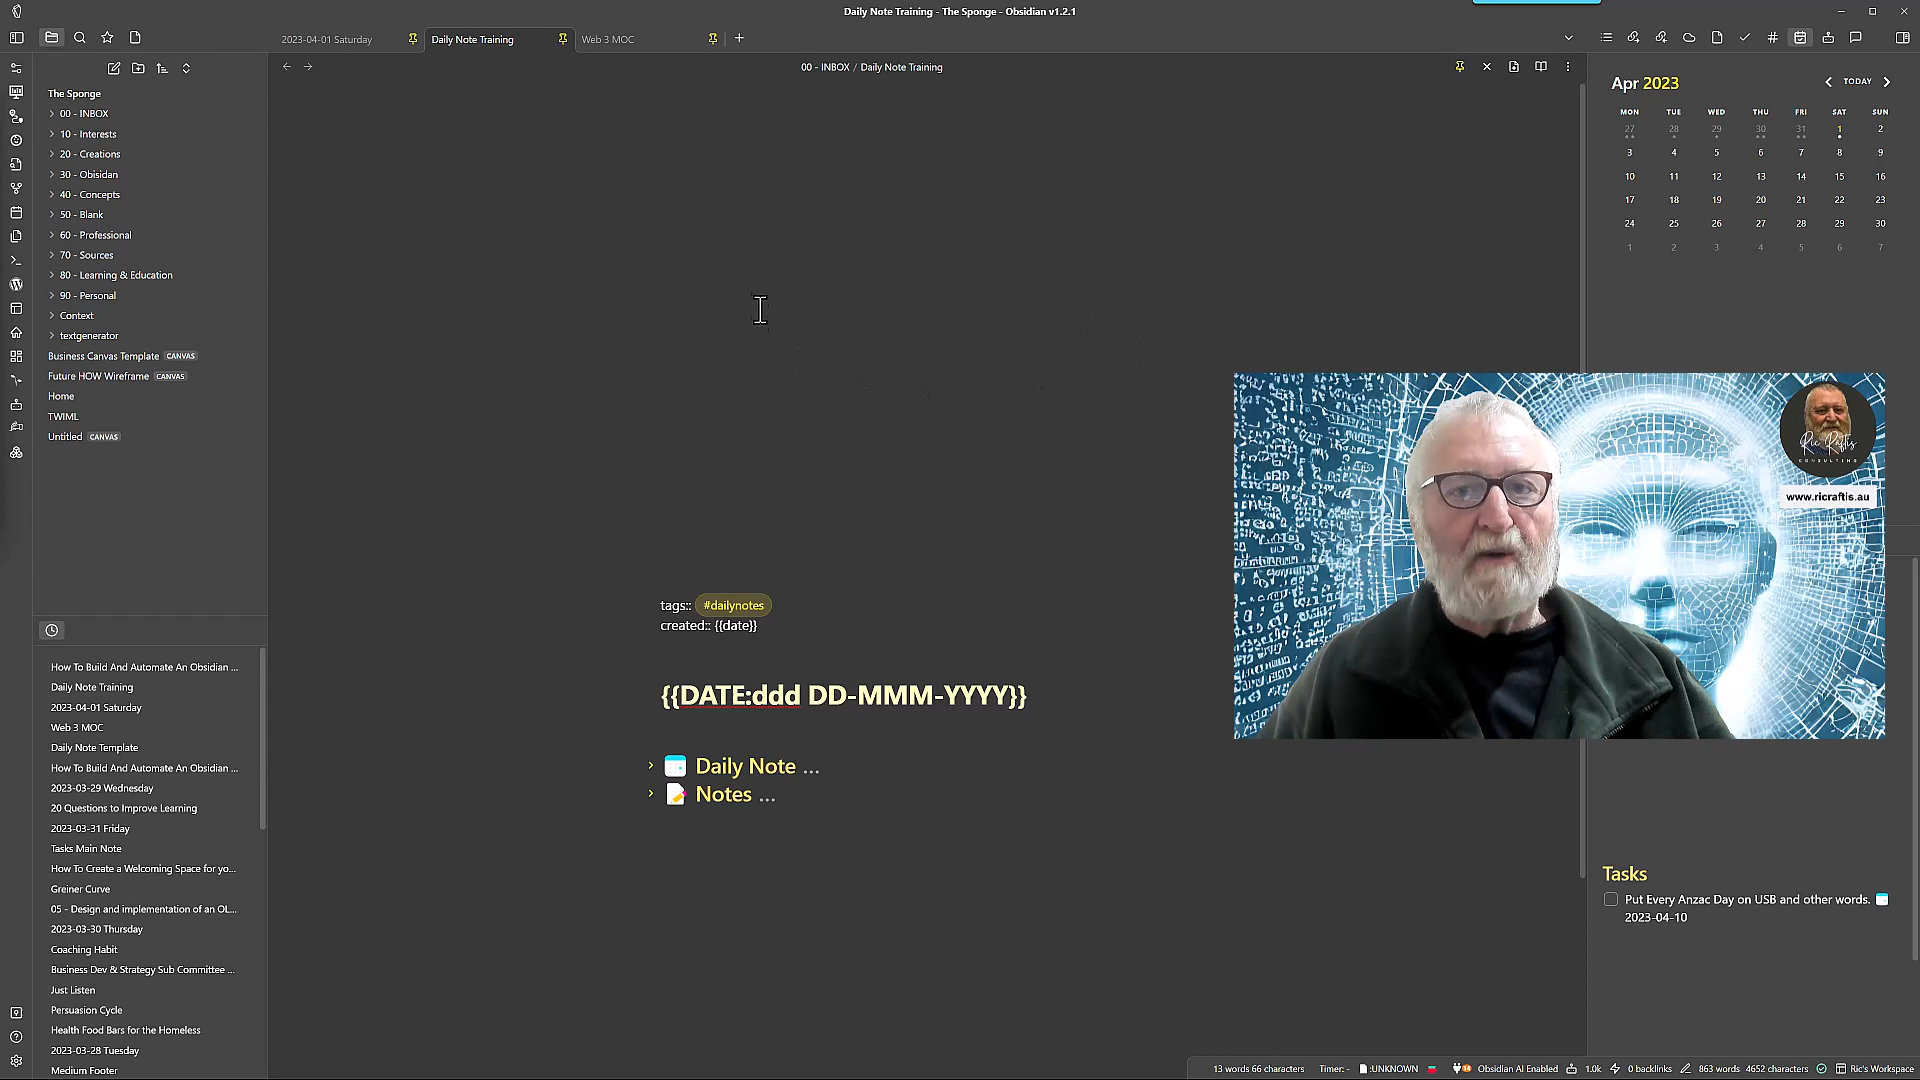 Daily Note Training - The Sponge - Obsidian v1.2.1
2023-04-01 Saturday
Daily Note Training
Web 3 MOC
00 - INBOX / Daily Note Training
The Sponge
00 - INBOX
10 - Interests
20 - Creations
30 - Obisidan
40 - Concepts
50 - Blank
60 - Professional
70 - Sources
80 - Learning & Education
90 - Personal
Context
textgenerator
Business Canvas Template CANVAS
Future HOW Wireframe CANVAS
Home
TWIML
Untitled CANVAS
How To Build And Automate An Obsidian ...
Daily Note Training
2023-04-01 Saturday
Web 3 MOC
Daily Note Template
How To Build And Automate An Obsidian ...
2023-03-29 Wednesday
20 Questions to Improve Learning
2023-03-31 Friday
Tasks Main Note
How To Create a Welcoming Space for yo...
Greiner Curve
05 - Design and implementation of an OL...
2023-03-30 Thursday
Coaching Habit
Business Dev & Strategy Sub Committee ...
Just Listen
Persuasion Cycle
Health Food Bars for the Homeless
2023-03-28 Tuesday
Medium Footer
tags:: #dailynotes
created:: {{date}}
{{DATE:ddd DD-MMM-YYYY}}
Daily Note ...
Notes ...
Apr 2023
TODAY
MON TUE WED THU FRI SAT SUN
27 28 29 30 31 1 2
3 4 5 6 7 8 9
10 11 12 13 14 15 16
17 18 19 20 21 22 23
24 25 26 27 28 29 30
1 2 3 4 5 6 7
Ric Raftis
CONSULTING
www.ricraftis.au
Tasks
Put Every Anzac Day on USB and other words.
2023-04-10
13 words 66 characters Timer: - :UNKNOWN Obsidian AI Enabled 1.0k 0 backlinks 863 words 4652 characters Ric's Workspace